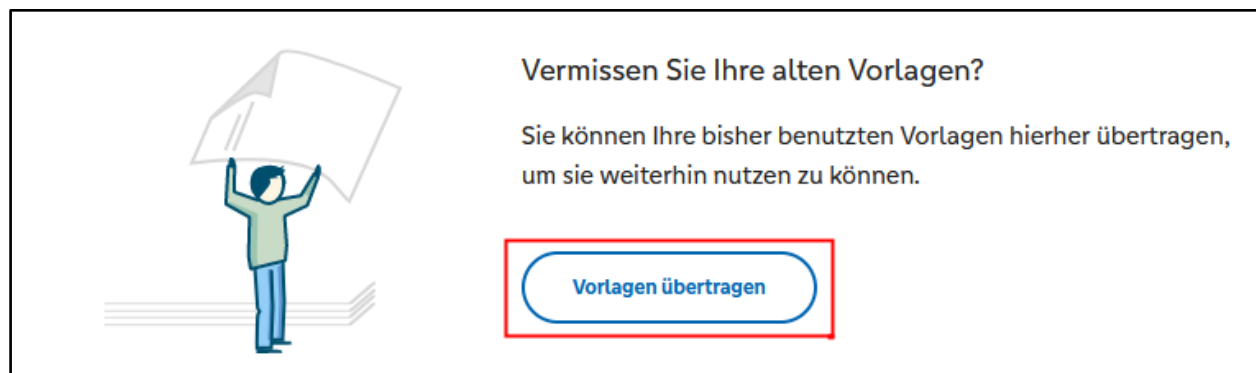 Vermissen Sie Ihre alten Vorlagen?
Sie können Ihre bisher benutzten Vorlagen hierher übertragen,
um sie weiterhin nutzen zu können.
Vorlagen übertragen